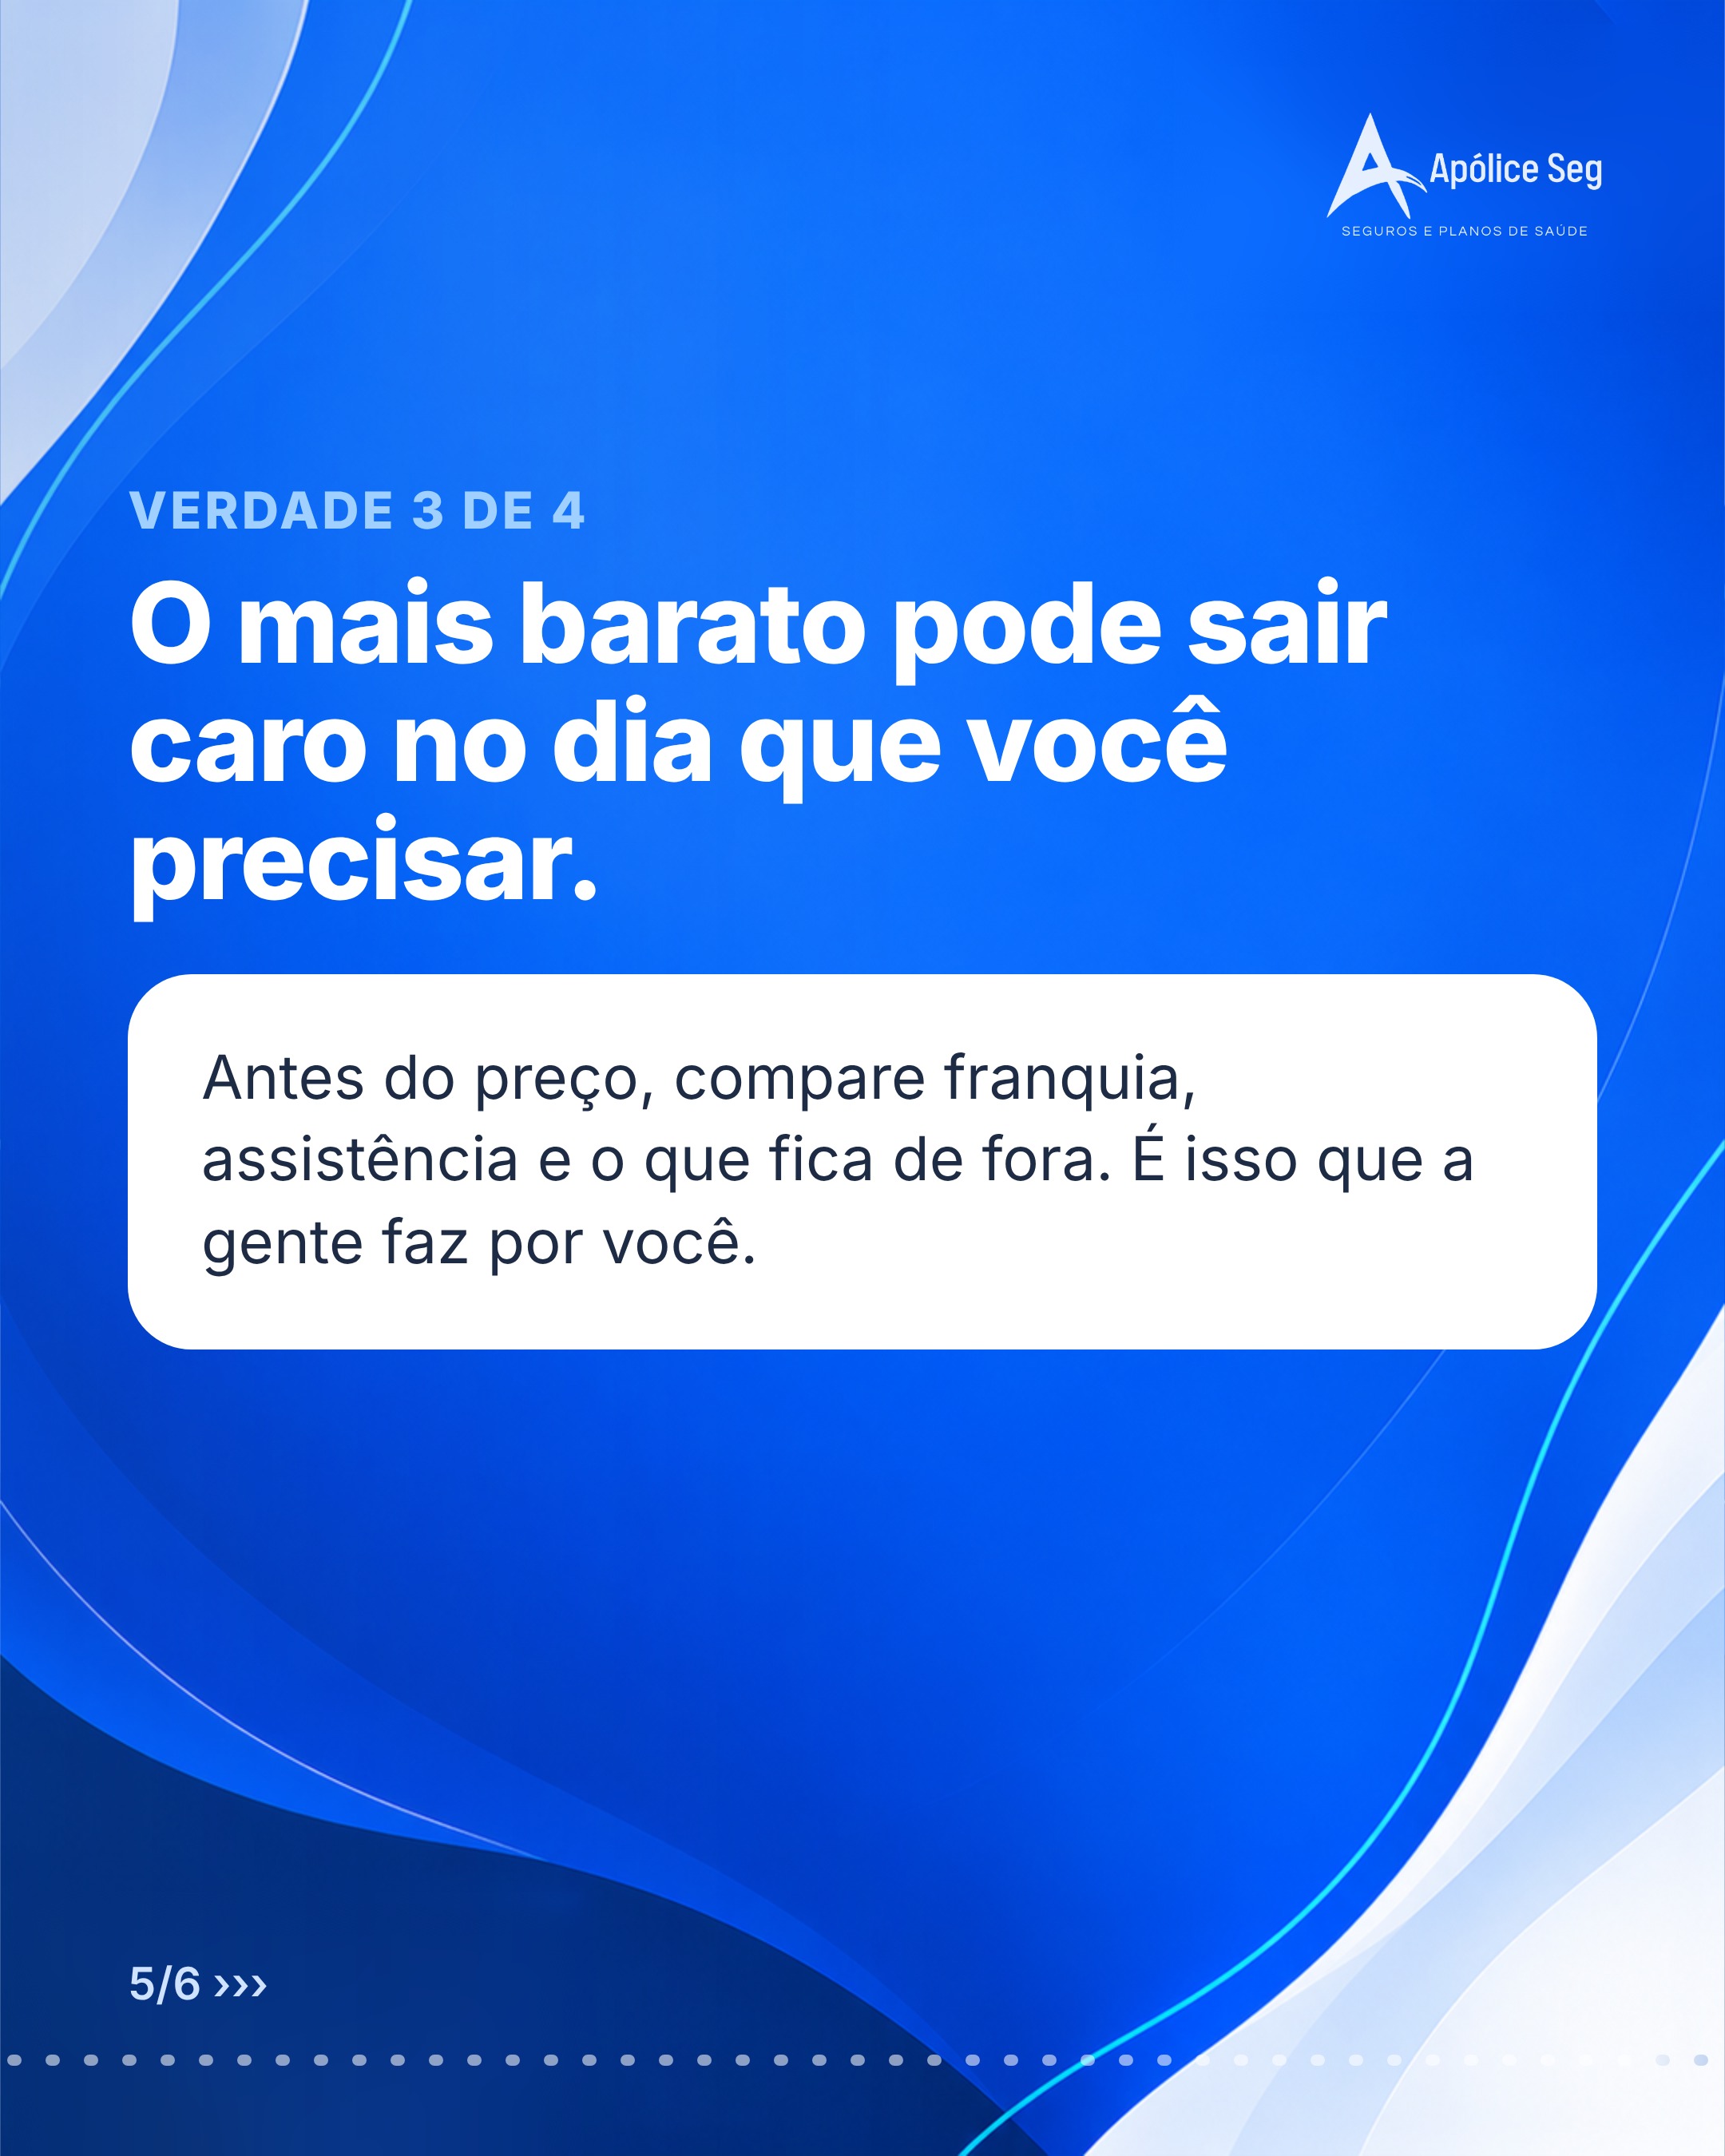 Apólice Seg
SEGUROS E PLANOS DE SAÚDE
VERDADE 3 DE 4
O mais barato pode sair
caro no dia que você
precisar.
Antes do preço, compare franquia,
assistência e o que fica de fora. É isso que a
gente faz por você.
5/6 ›››